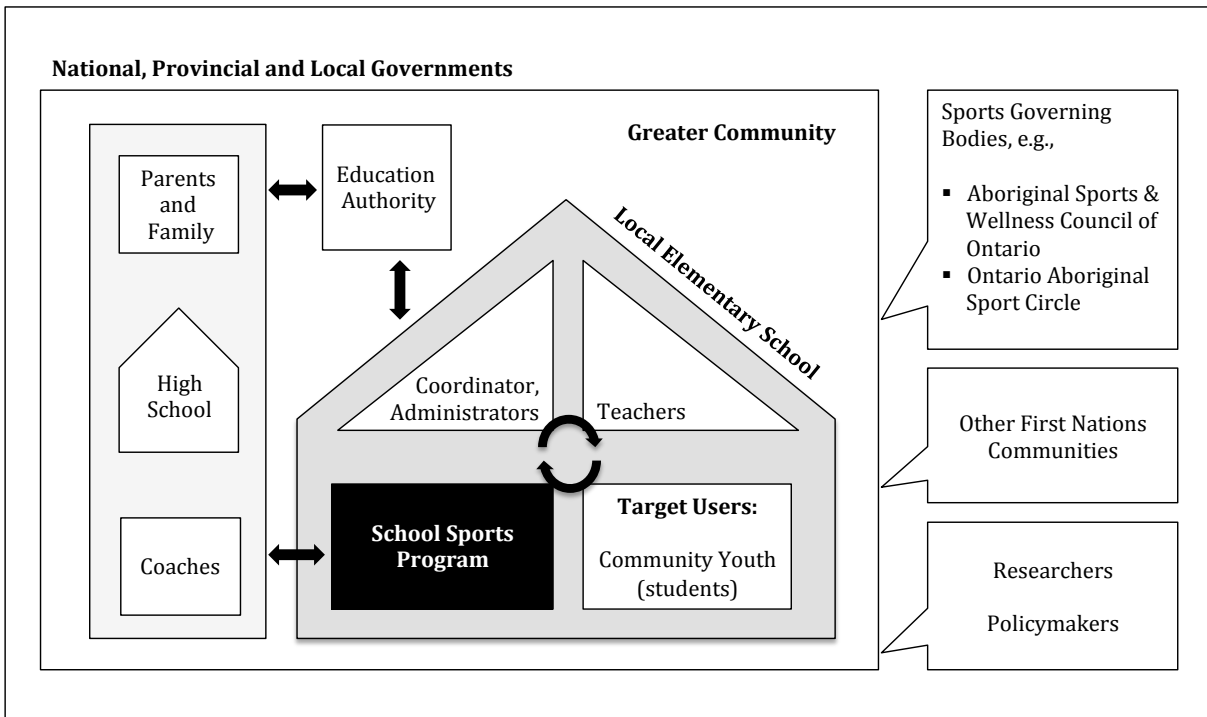 National, Provincial and Local Governments
Greater Community
Parents
and
Family
Education
Authority
High
School
Coaches
Local Elementary School
Coordinator,
Administrators
Teachers
School Sports
Program
Target Users:
Community Youth
(students)
Sports Governing
Bodies, e.g.,
▪ Aboriginal Sports &
Wellness Council of
Ontario
▪ Ontario Aboriginal
Sport Circle
Other First Nations
Communities
Researchers
Policymakers